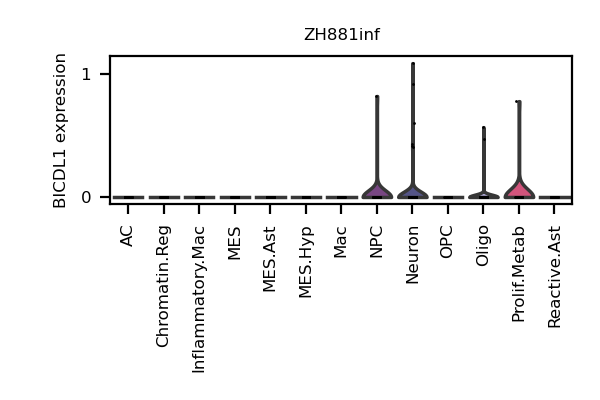 ZH881inf
BICDL1 expression
1
0
AC
Chromatin.Reg
Inflammatory.Mac
MES
MES.Ast
MES.Hyp
Mac
NPC
Neuron
OPC
Oligo
Prolif.Metab
Reactive.Ast